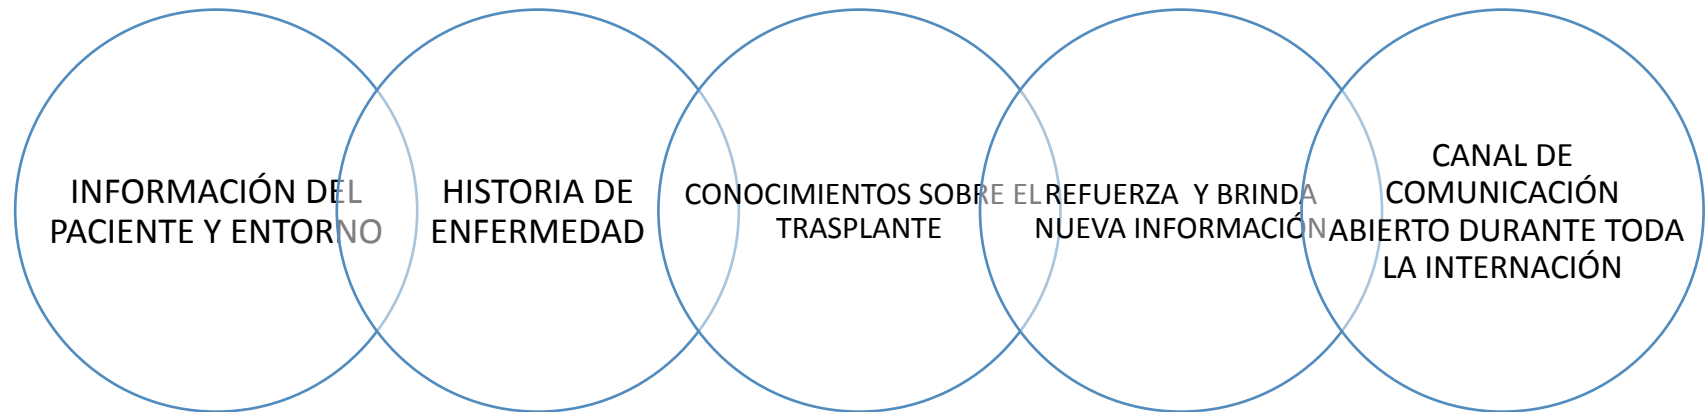 INFORMACIÓN DEL
PACIENTE Y ENTORNO
HISTORIA DE
ENFERMEDAD
CONOCIMIENTOS SOBRE EL
TRASPLANTE
REFUERZA Y BRINDA
NUEVA INFORMACIÓN
CANAL DE
COMUNICACIÓN
ABIERTO DURANTE TODA
LA INTERNACIÓN